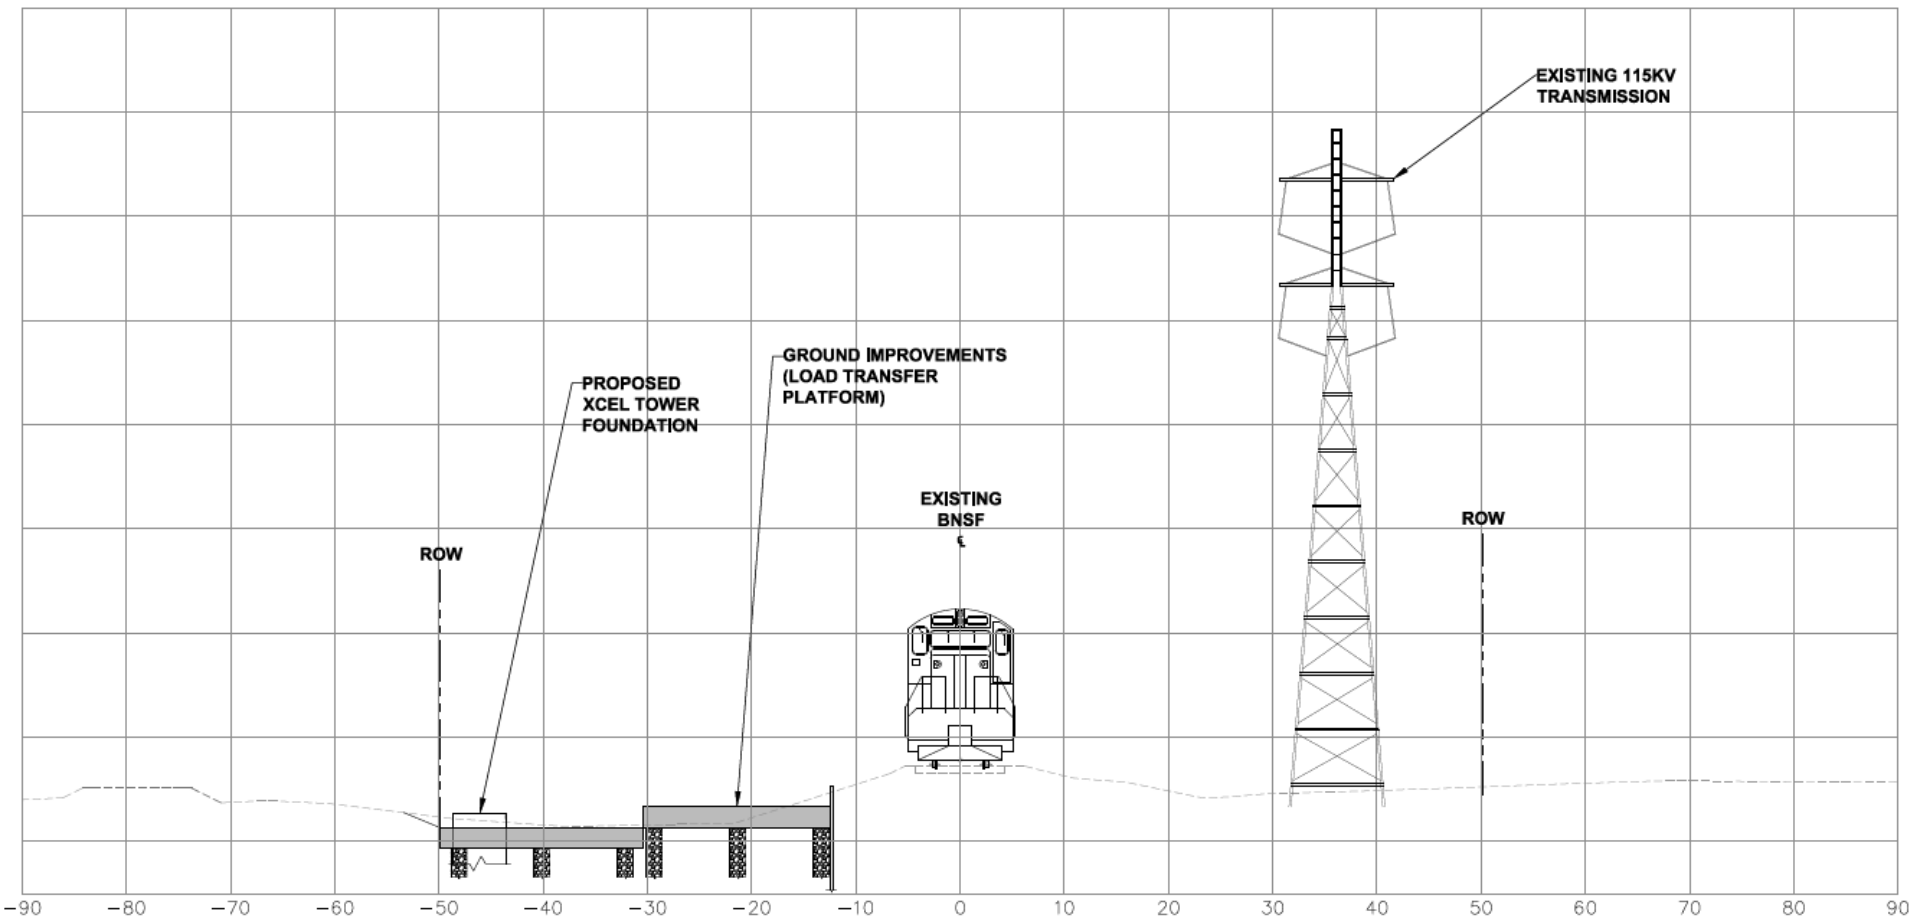 EXISTING 115KV
TRANSMISSION
GROUND IMPROVEMENTS
(LOAD TRANSFER
PLATFORM)
PROPOSED
XCEL TOWER
FOUNDATION
EXISTING
BNSF
℄
ROW
ROW
-90 -80 -70 -60 -50 -40 -30 -20 -10 0 10 20 30 40 50 60 70 80 90